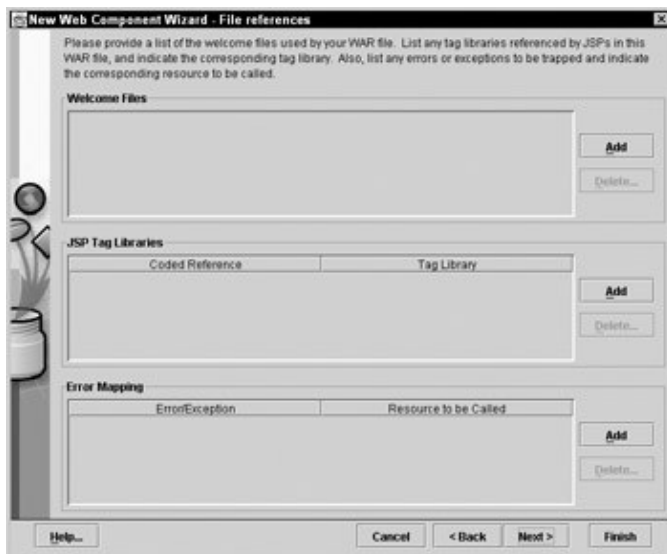 New Web Component Wizard - File references
Please provide a list of the welcome files used by your WAR file. List any tag libraries referenced by JSPs in this
WAR file, and indicate the corresponding tag library. Also, list any errors or exceptions to be trapped and indicate
the corresponding resource to be called.
Welcome Files
Add
Delete...
JSP Tag Libraries
Coded Reference Tag Library
Add
Delete...
Error Mapping
Error/Exception Resource to be Called
Add
Delete...
Help... Cancel < Back Next > Finish